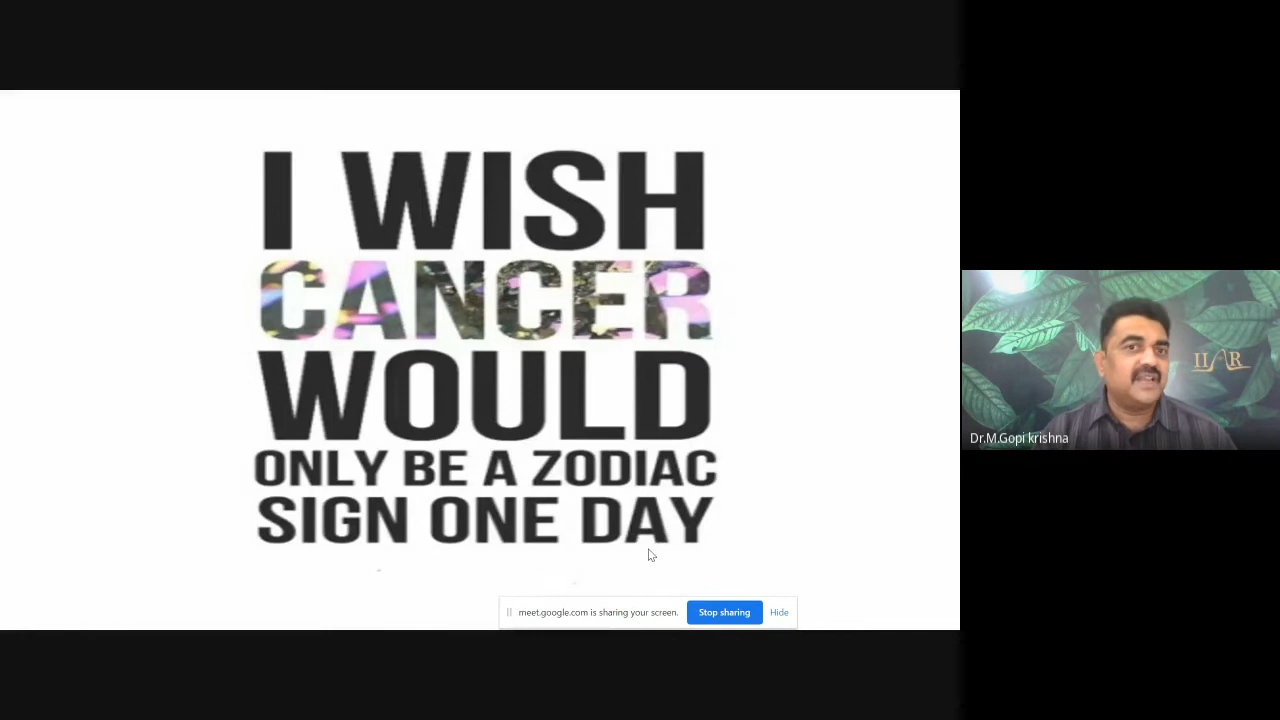 I WISH
CANCER
WOULD
ONLY BE A ZODIAC
SIGN ONE DAY
meet.google.com is sharing your screen.
Stop sharing
Hide
IIAR
Dr.M.Gopi krishna